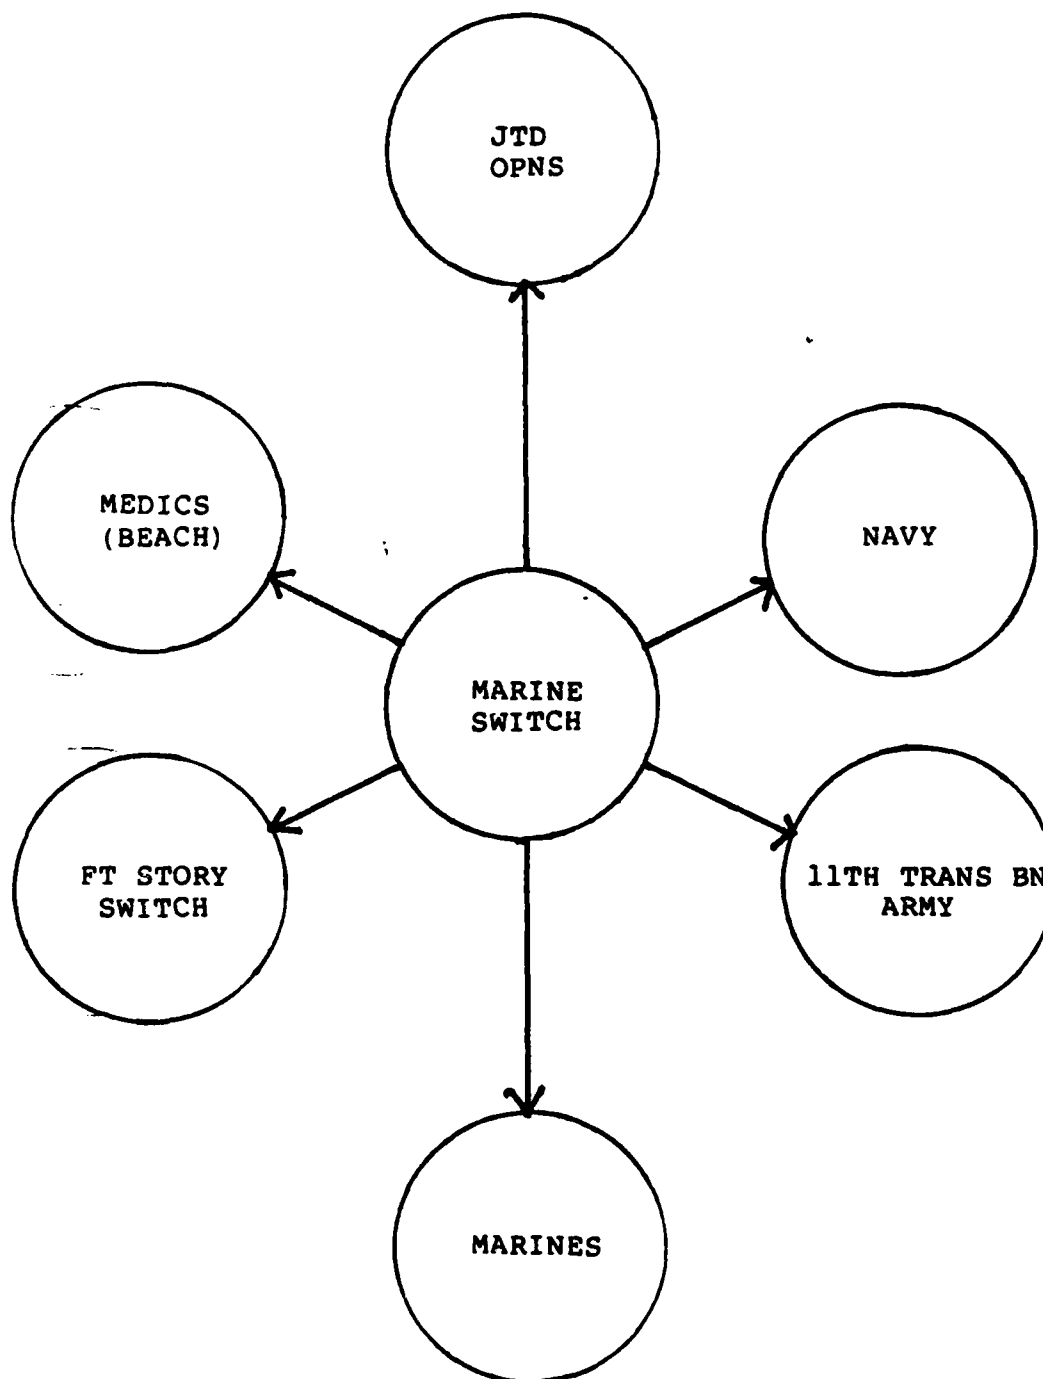 JTD
OPNS
MEDICS
(BEACH)
NAVY
MARINE
SWITCH
FT STORY
SWITCH
11TH TRANS BN
ARMY
MARINES